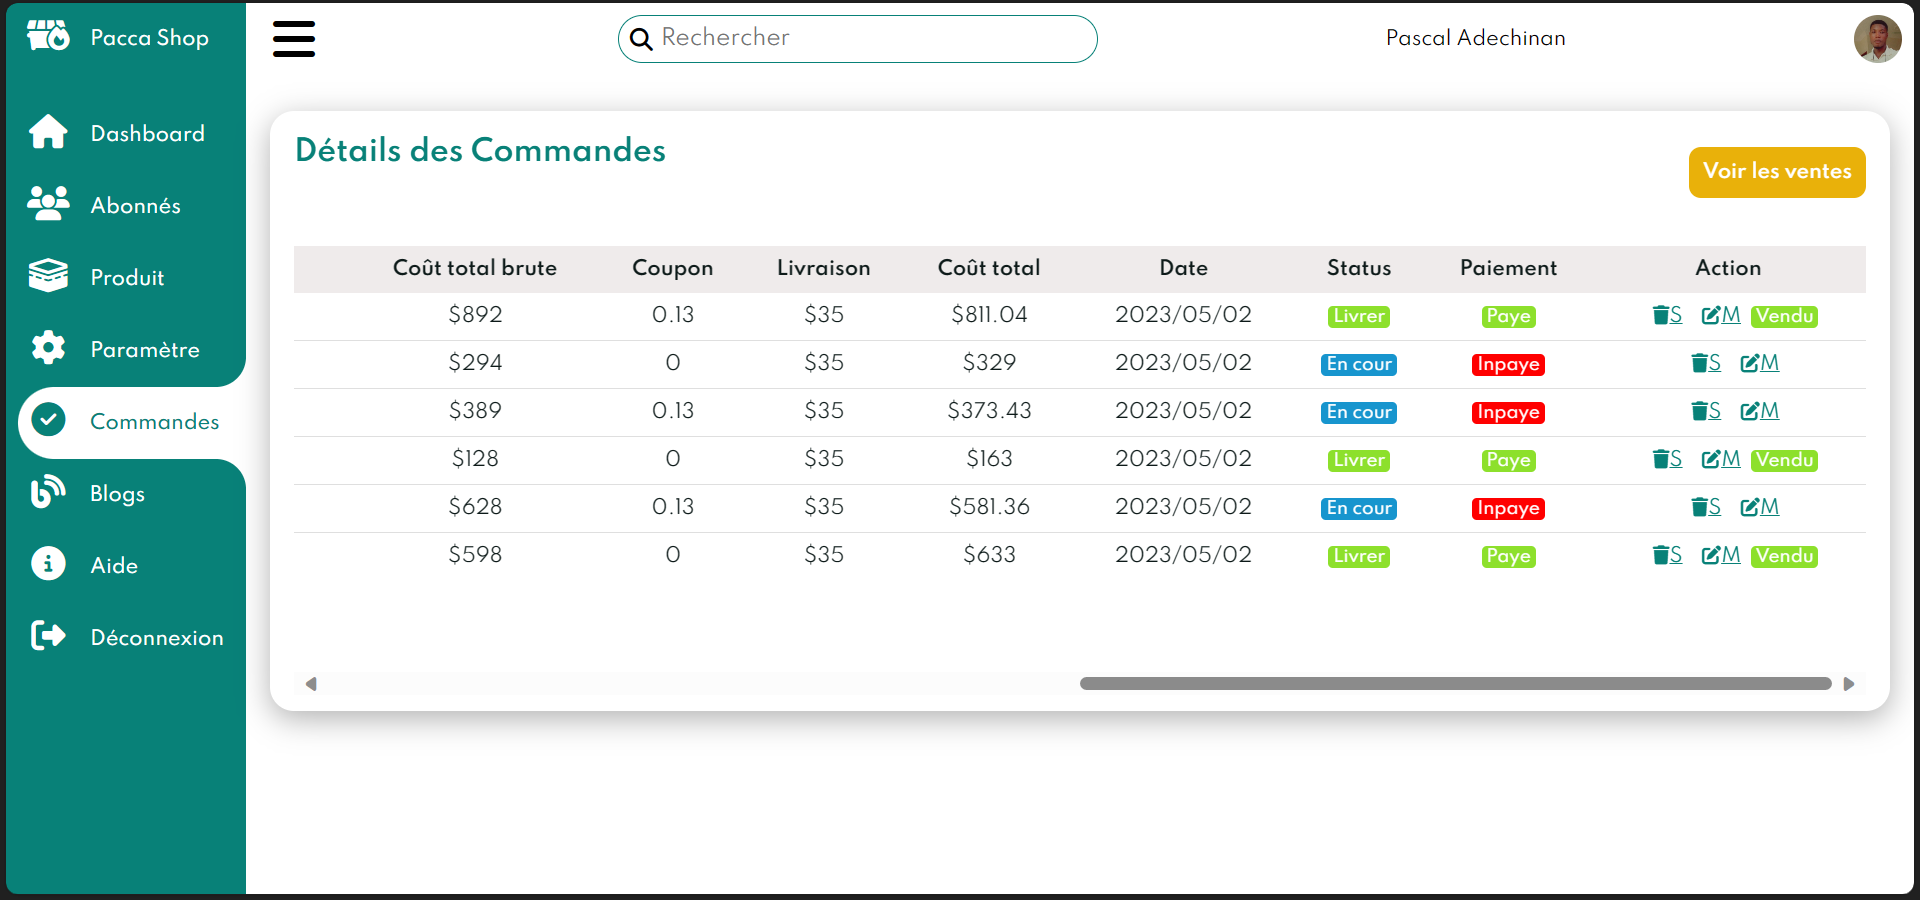 Pacca Shop
Rechercher
Pascal Adechinan
Dashboard
Abonnés
Produit
Paramètre
Commandes
Blogs
Aide
Déconnexion
Détails des Commandes
Voir les ventes
Coût total brute Coupon Livraison Coût total Date Status Paiement Action
$892 0.13 $35 $811.04 2023/05/02 Livrer Paye S M Vendu
$294 0 $35 $329 2023/05/02 En cour Inpaye S M
$389 0.13 $35 $373.43 2023/05/02 En cour Inpaye S M
$128 0 $35 $163 2023/05/02 Livrer Paye S M Vendu
$628 0.13 $35 $581.36 2023/05/02 En cour Inpaye S M
$598 0 $35 $633 2023/05/02 Livrer Paye S M Vendu